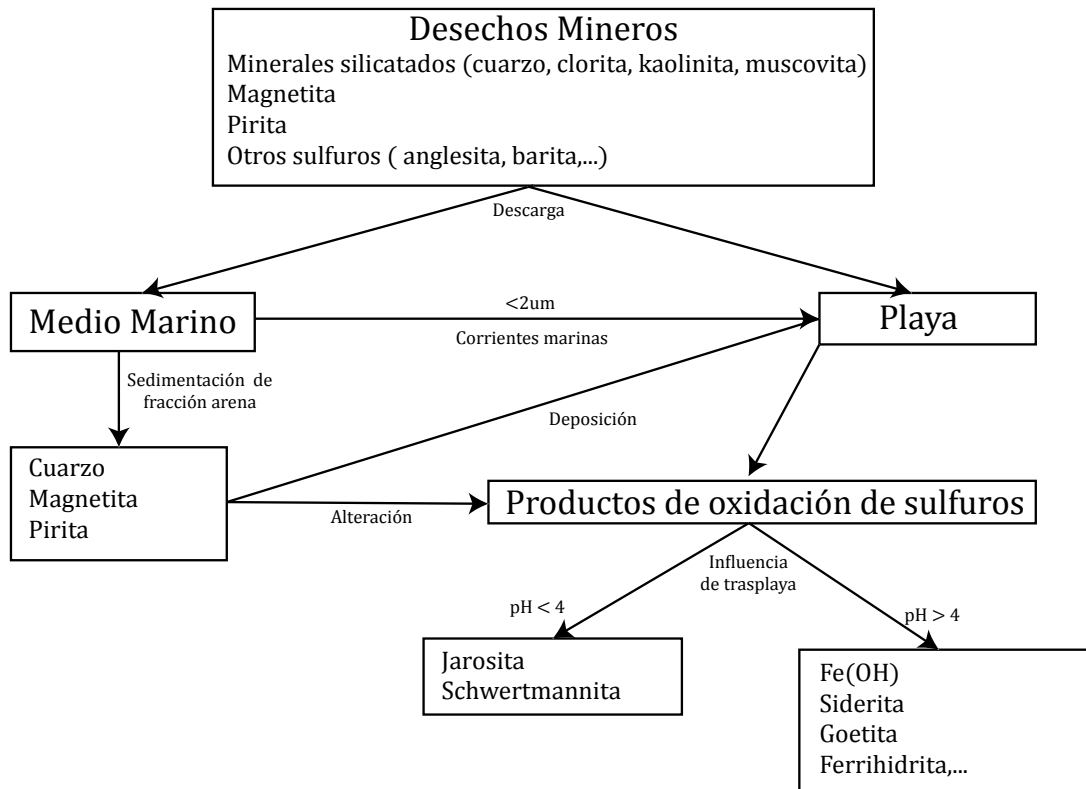 Desechos Mineros
Minerales silicatados (cuarzo, clorita, kaolinita, muscovita)
Magnetita
Pirita
Otros sulfuros ( anglesita, barita,...)
Descarga
Medio Marino
<2um
Corrientes marinas
Playa
Sedimentación de
fracción arena
Deposición
Cuarzo
Magnetita
Pirita
Alteración
Productos de oxidación de sulfuros
Influencia
de trasplaya
pH < 4
pH > 4
Jarosita
Schwertmannita
Fe(OH)
Siderita
Goetita
Ferrihidrita,...